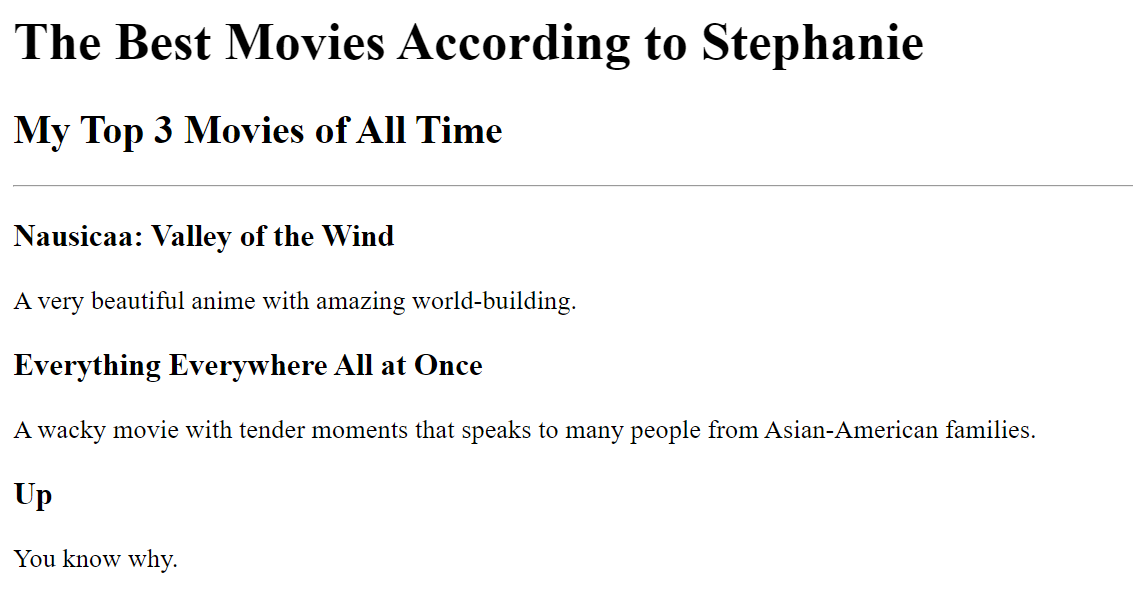 The Best Movies According to Stephanie
My Top 3 Movies of All Time
Nausicaa: Valley of the Wind
A very beautiful anime with amazing world-building.
Everything Everywhere All at Once
A wacky movie with tender moments that speaks to many people from Asian-American families.
Up
You know why.